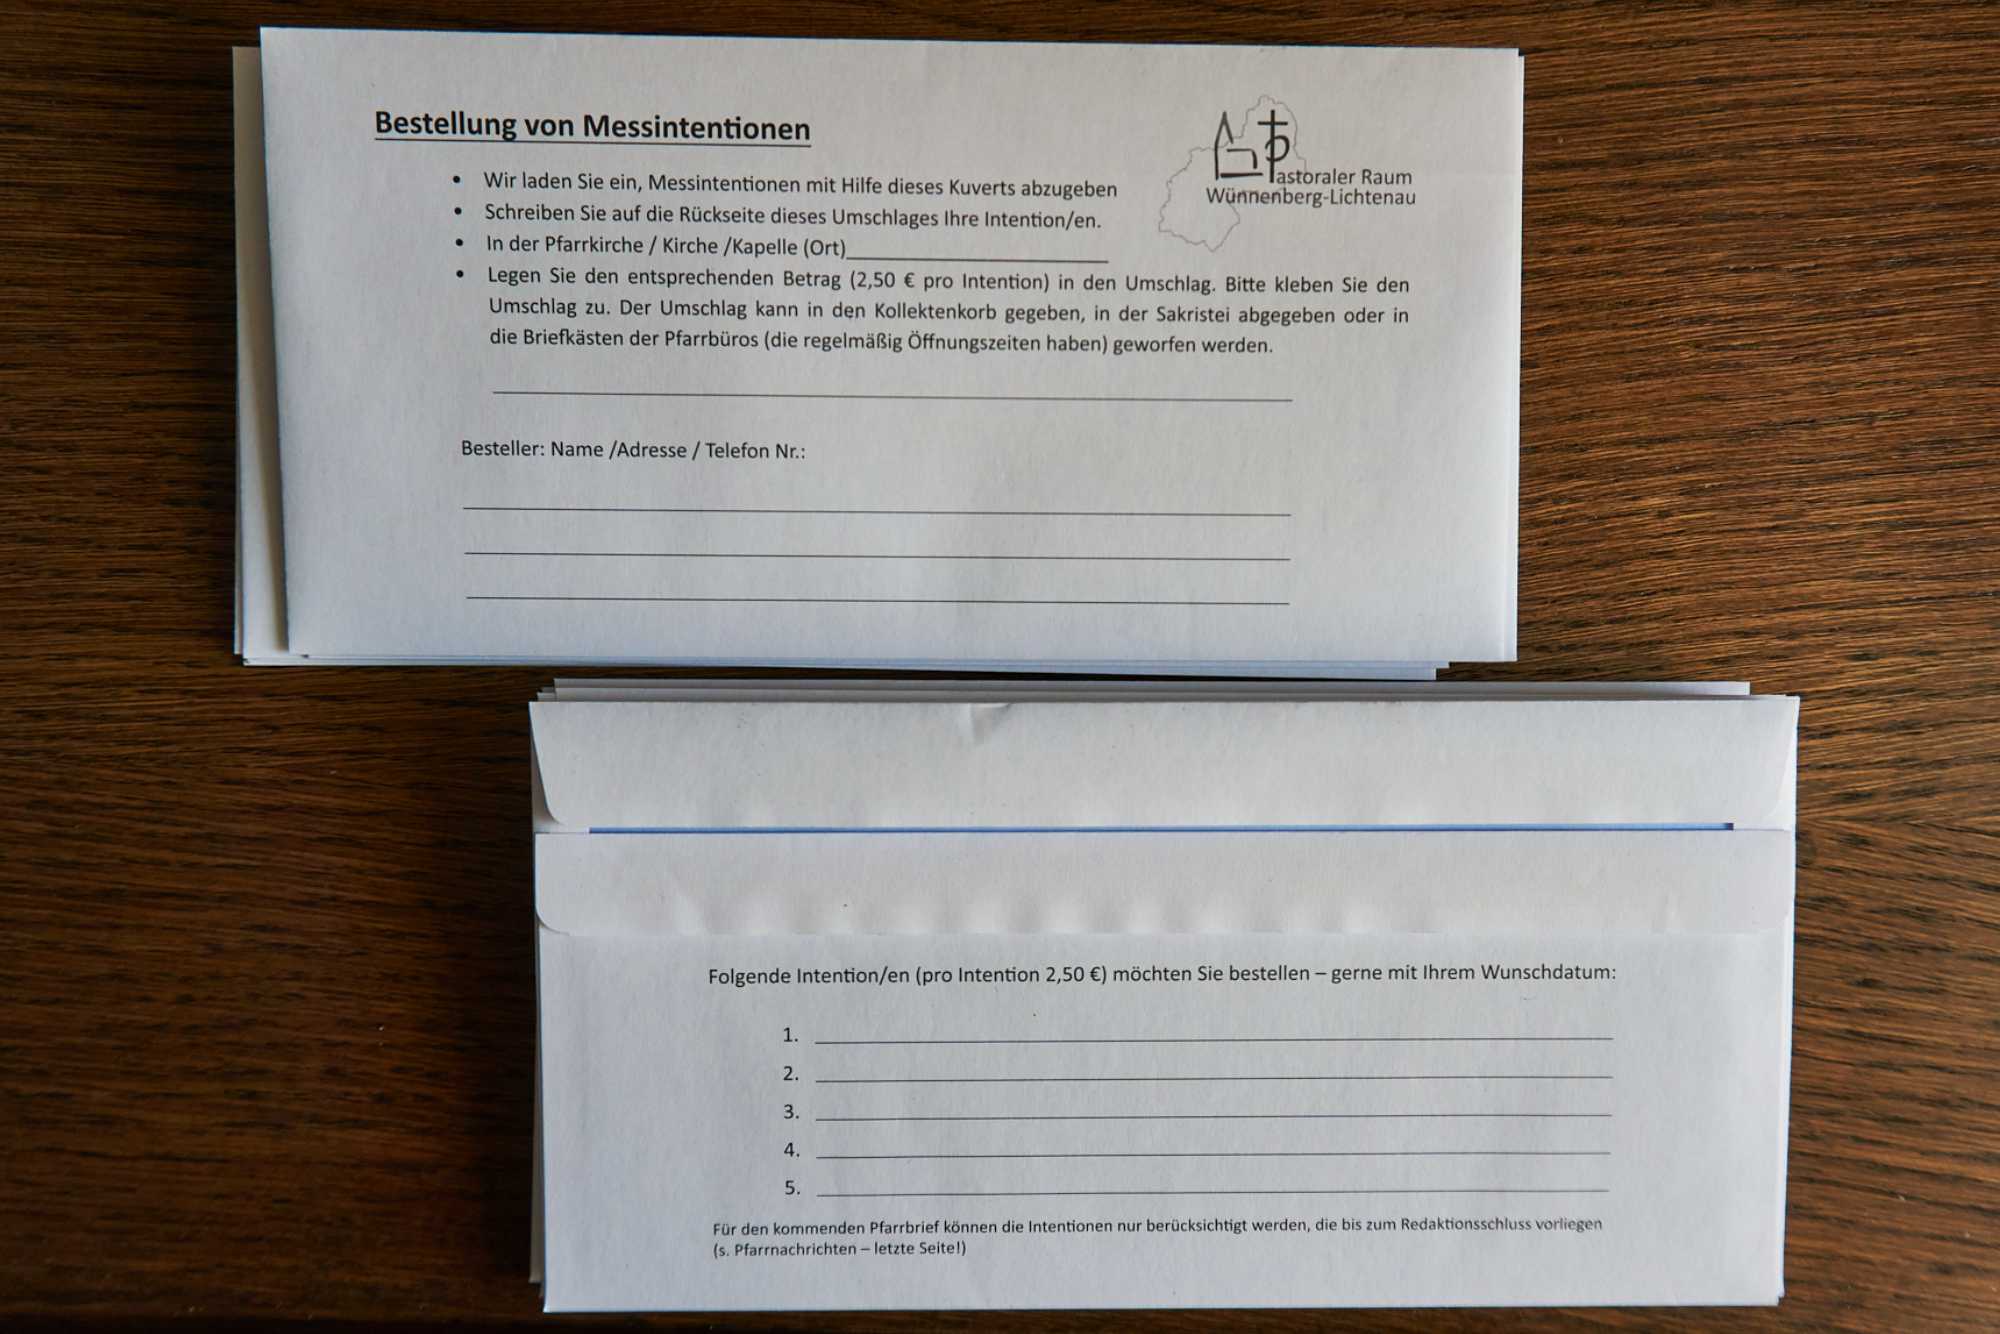 Bestellung von Messintentionen
Pastoraler Raum
Wünnenberg-Lichtenau
• Wir laden Sie ein, Messintentionen mit Hilfe dieses Kuverts abzugeben
• Schreiben Sie auf die Rückseite dieses Umschlages Ihre Intention/en.
• In der Pfarrkirche / Kirche /Kapelle (Ort)
• Legen Sie den entsprechenden Betrag (2,50 € pro Intention) in den Umschlag. Bitte kleben Sie den
Umschlag zu. Der Umschlag kann in den Kollektenkorb gegeben, in der Sakristei abgegeben oder in
die Briefkästen der Pfarrbüros (die regelmäßig Öffnungszeiten haben) geworfen werden.
Besteller: Name /Adresse / Telefon Nr.:
Folgende Intention/en (pro Intention 2,50 €) möchten Sie bestellen – gerne mit Ihrem Wunschdatum:
1.
2.
3.
4.
5.
Für den kommenden Pfarrbrief können die Intentionen nur berücksichtigt werden, die bis zum Redaktionsschluss vorliegen
(s. Pfarrnachrichten – letzte Seite!)